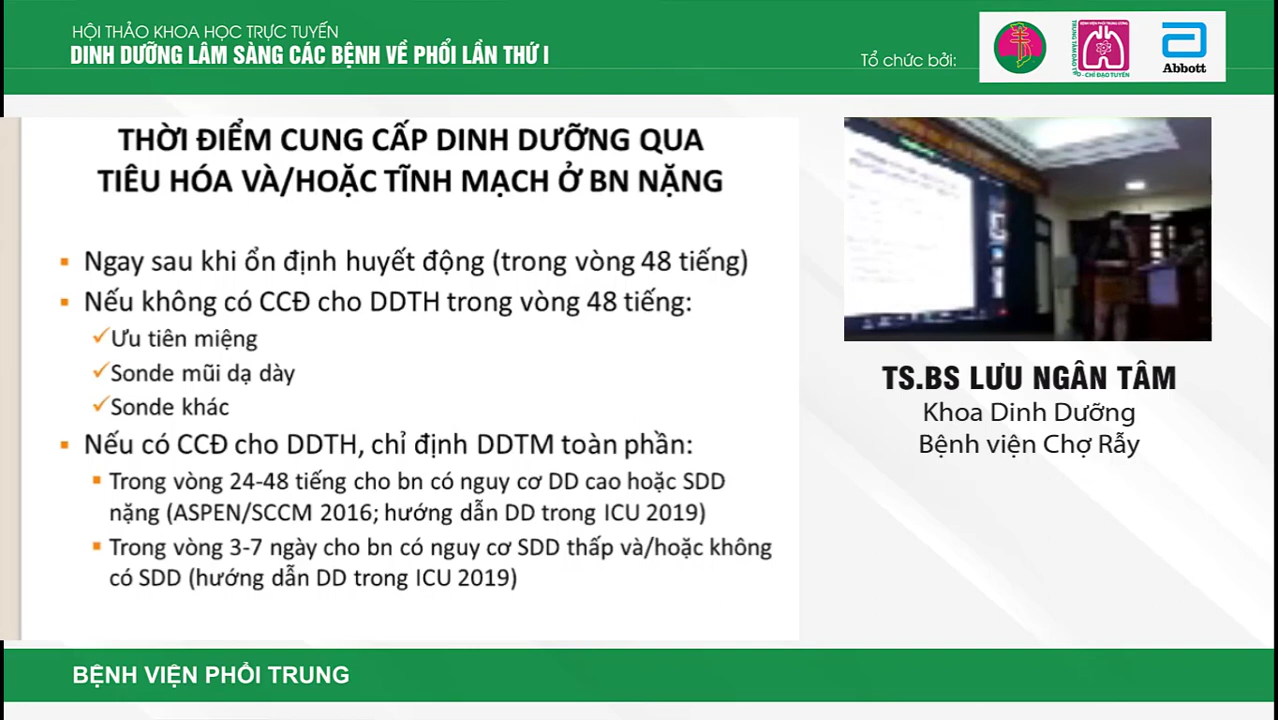 HỘI THẢO KHOA HỌC TRỰC TUYẾN
DINH DƯỠNG LÂM SÀNG CÁC BỆNH VỀ PHỔI LẦN THỨ I
Tổ chức bởi:
Abbott
THỜI ĐIỂM CUNG CẤP DINH DƯỠNG QUA
TIÊU HÓA VÀ/HOẶC TĨNH MẠCH Ở BN NẶNG
Ngay sau khi ổn định huyết động (trong vòng 48 tiếng)
Nếu không có CCĐ cho DDTH trong vòng 48 tiếng:
Ưu tiên miệng
Sonde mũi dạ dày
Sonde khác
Nếu có CCĐ cho DDTH, chỉ định DDTM toàn phần:
Trong vòng 24-48 tiếng cho bn có nguy cơ DD cao hoặc SDD
nặng (ASPEN/SCCM 2016; hướng dẫn DD trong ICU 2019)
Trong vòng 3-7 ngày cho bn có nguy cơ SDD thấp và/hoặc không
có SDD (hướng dẫn DD trong ICU 2019)
TS.BS LƯU NGÂN TÂM
Khoa Dinh Dưỡng
Bệnh viện Chợ Rẫy
BỆNH VIỆN PHỔI TRUNG